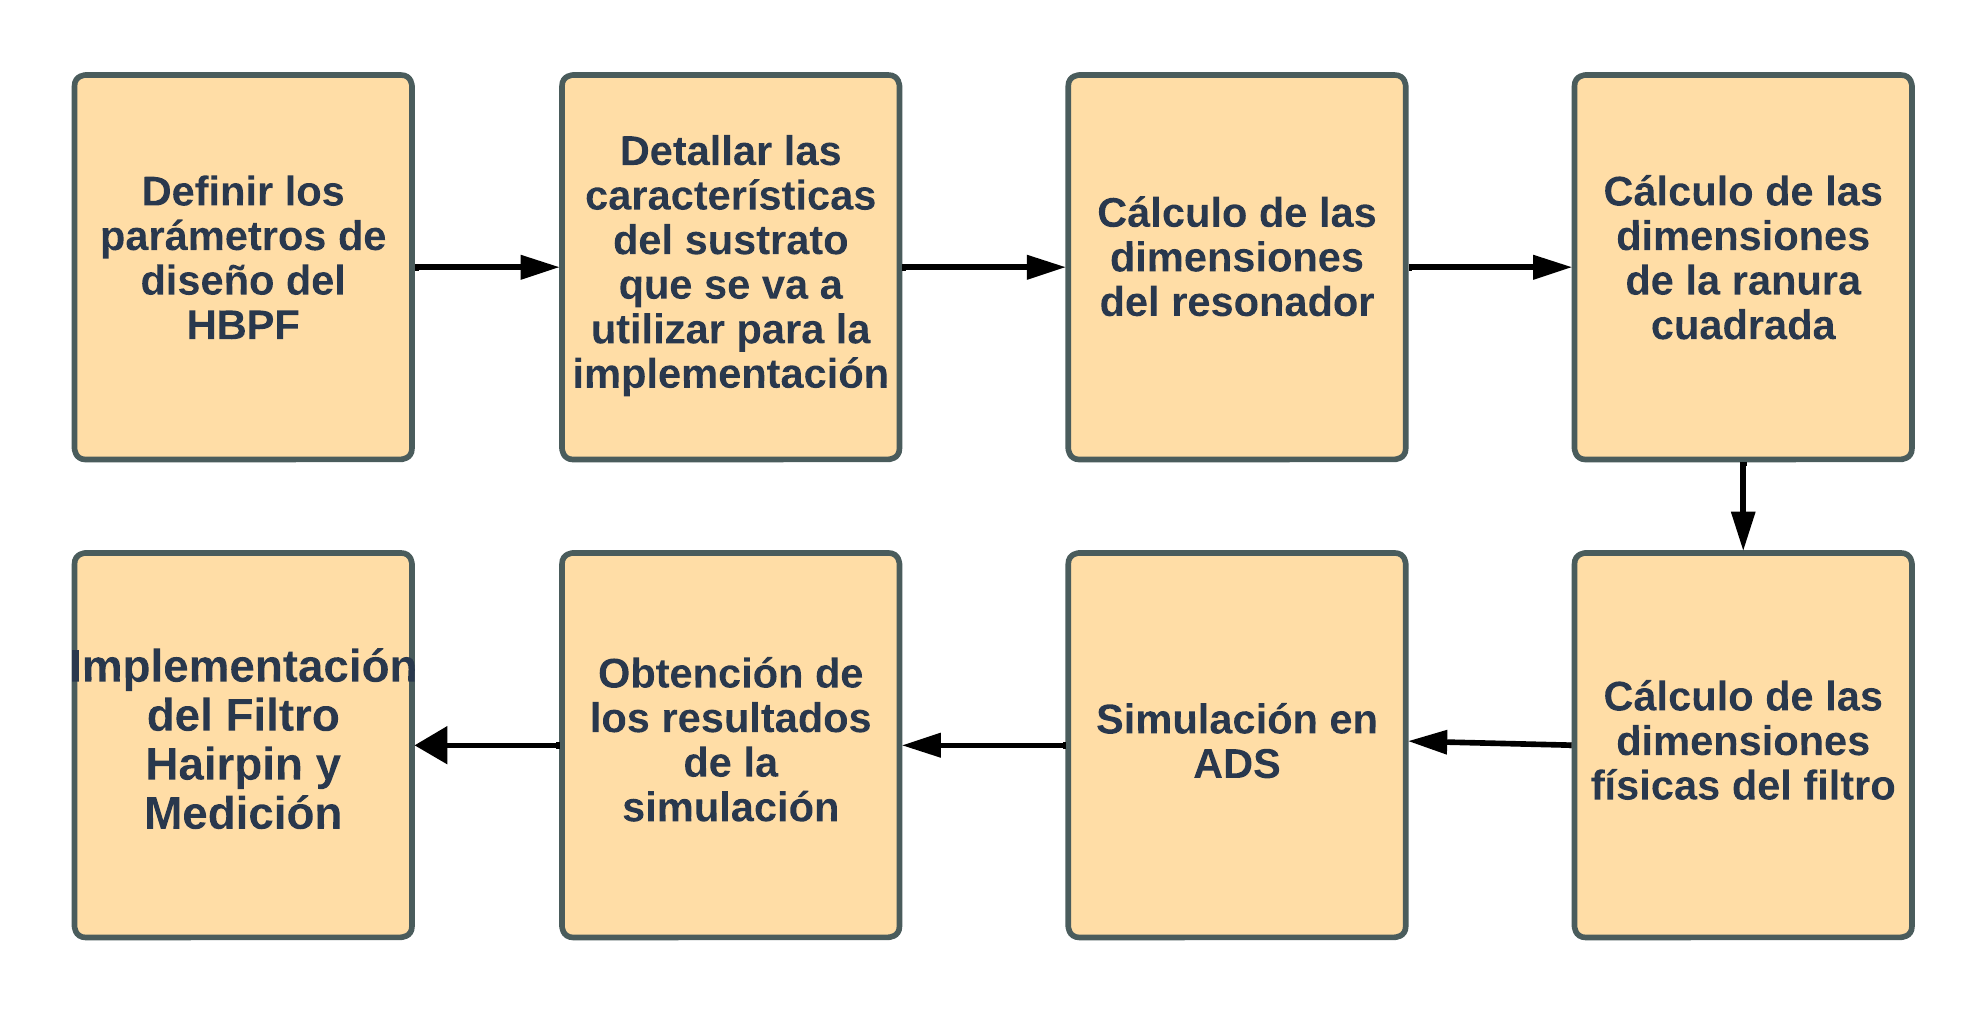 Definir los
parámetros de
diseño del
HBPF
Detallar las
características
del sustrato
que se va a
utilizar para la
implementación
Cálculo de las
dimensiones
del resonador
Cálculo de las
dimensiones
de la ranura
cuadrada
Cálculo de las
dimensiones
físicas del filtro
Simulación en
ADS
Obtención de
los resultados
de la
simulación
Implementación
del Filtro
Hairpin y
Medición